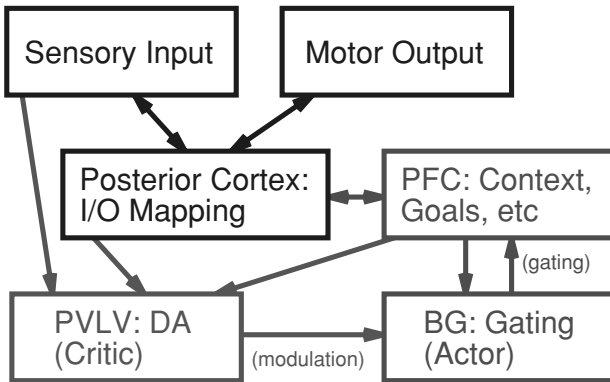 Sensory Input
Motor Output
Posterior Cortex:
I/O Mapping
PFC: Context,
Goals, etc
(gating)
PVLV: DA
(Critic)
(modulation)
BG: Gating
(Actor)